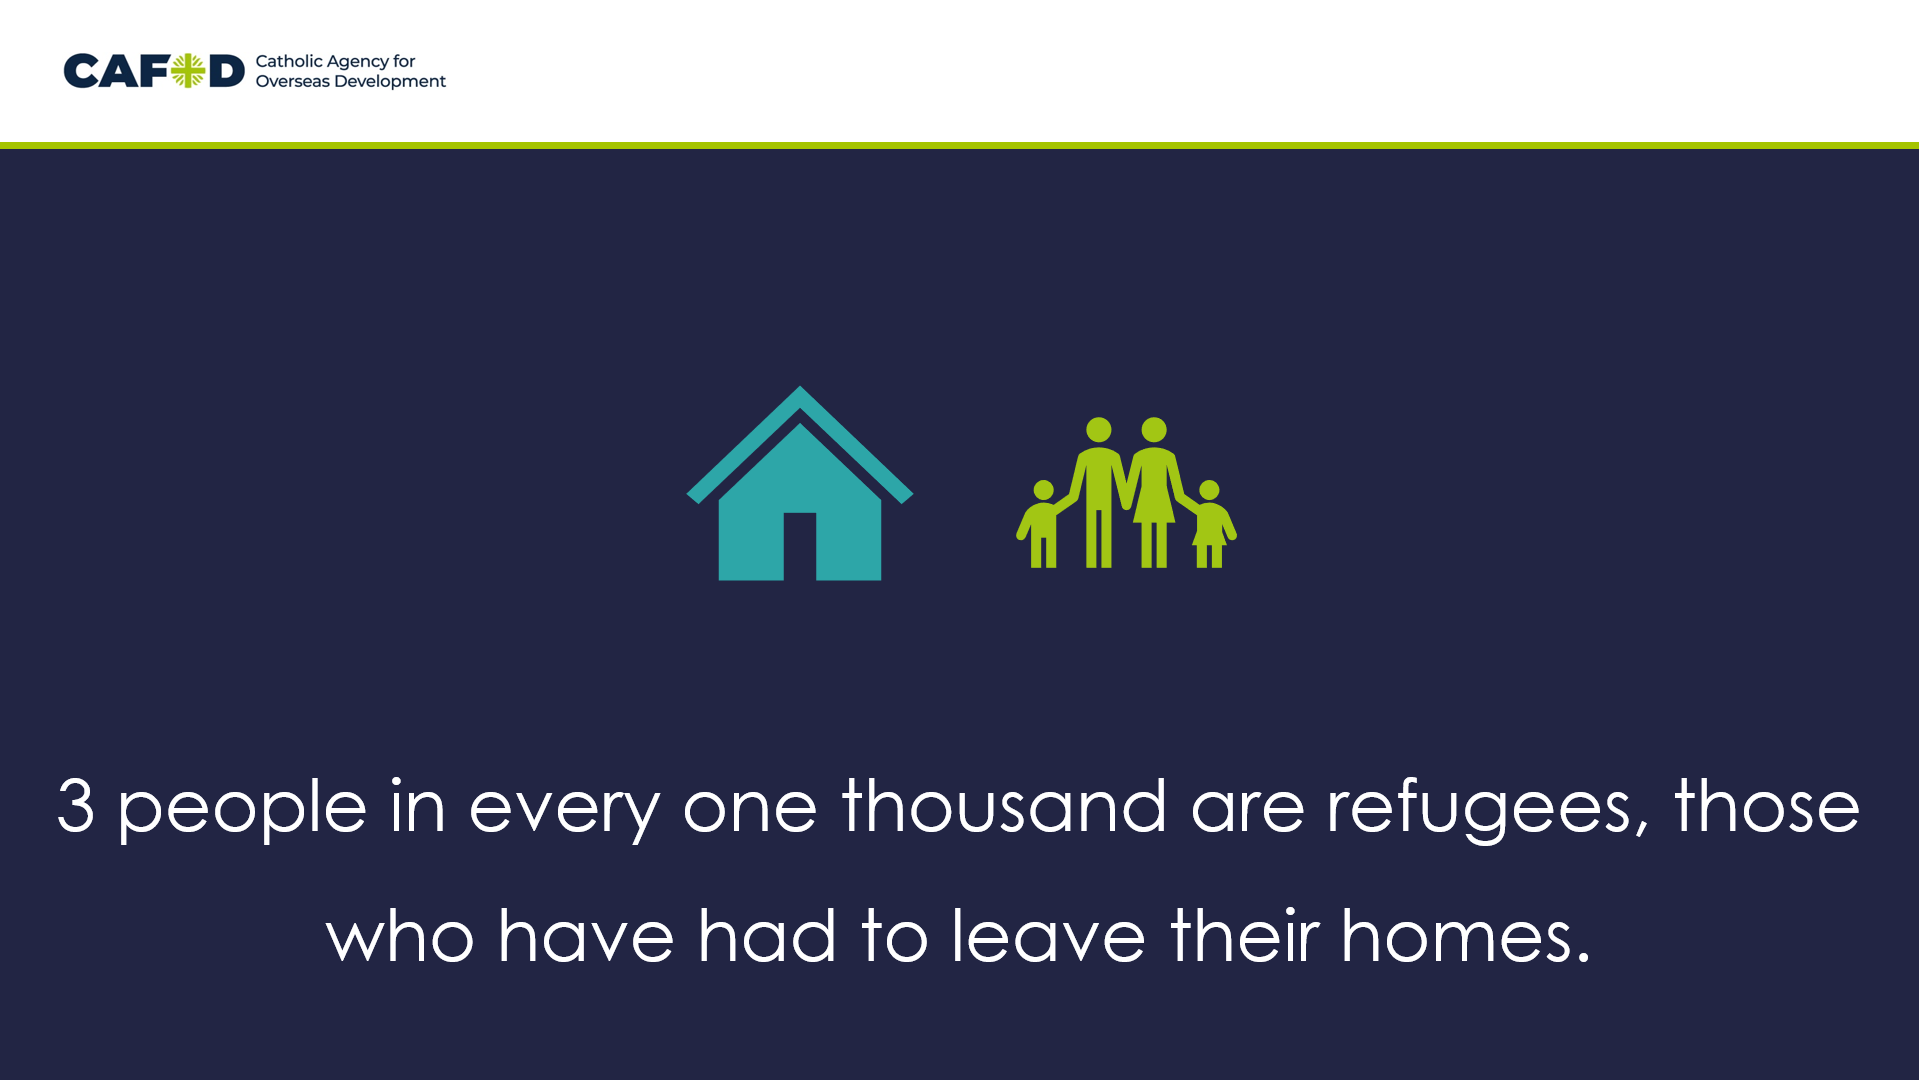 CAFOD Catholic Agency for
Overseas Development
3 people in every one thousand are refugees, those
who have had to leave their homes.